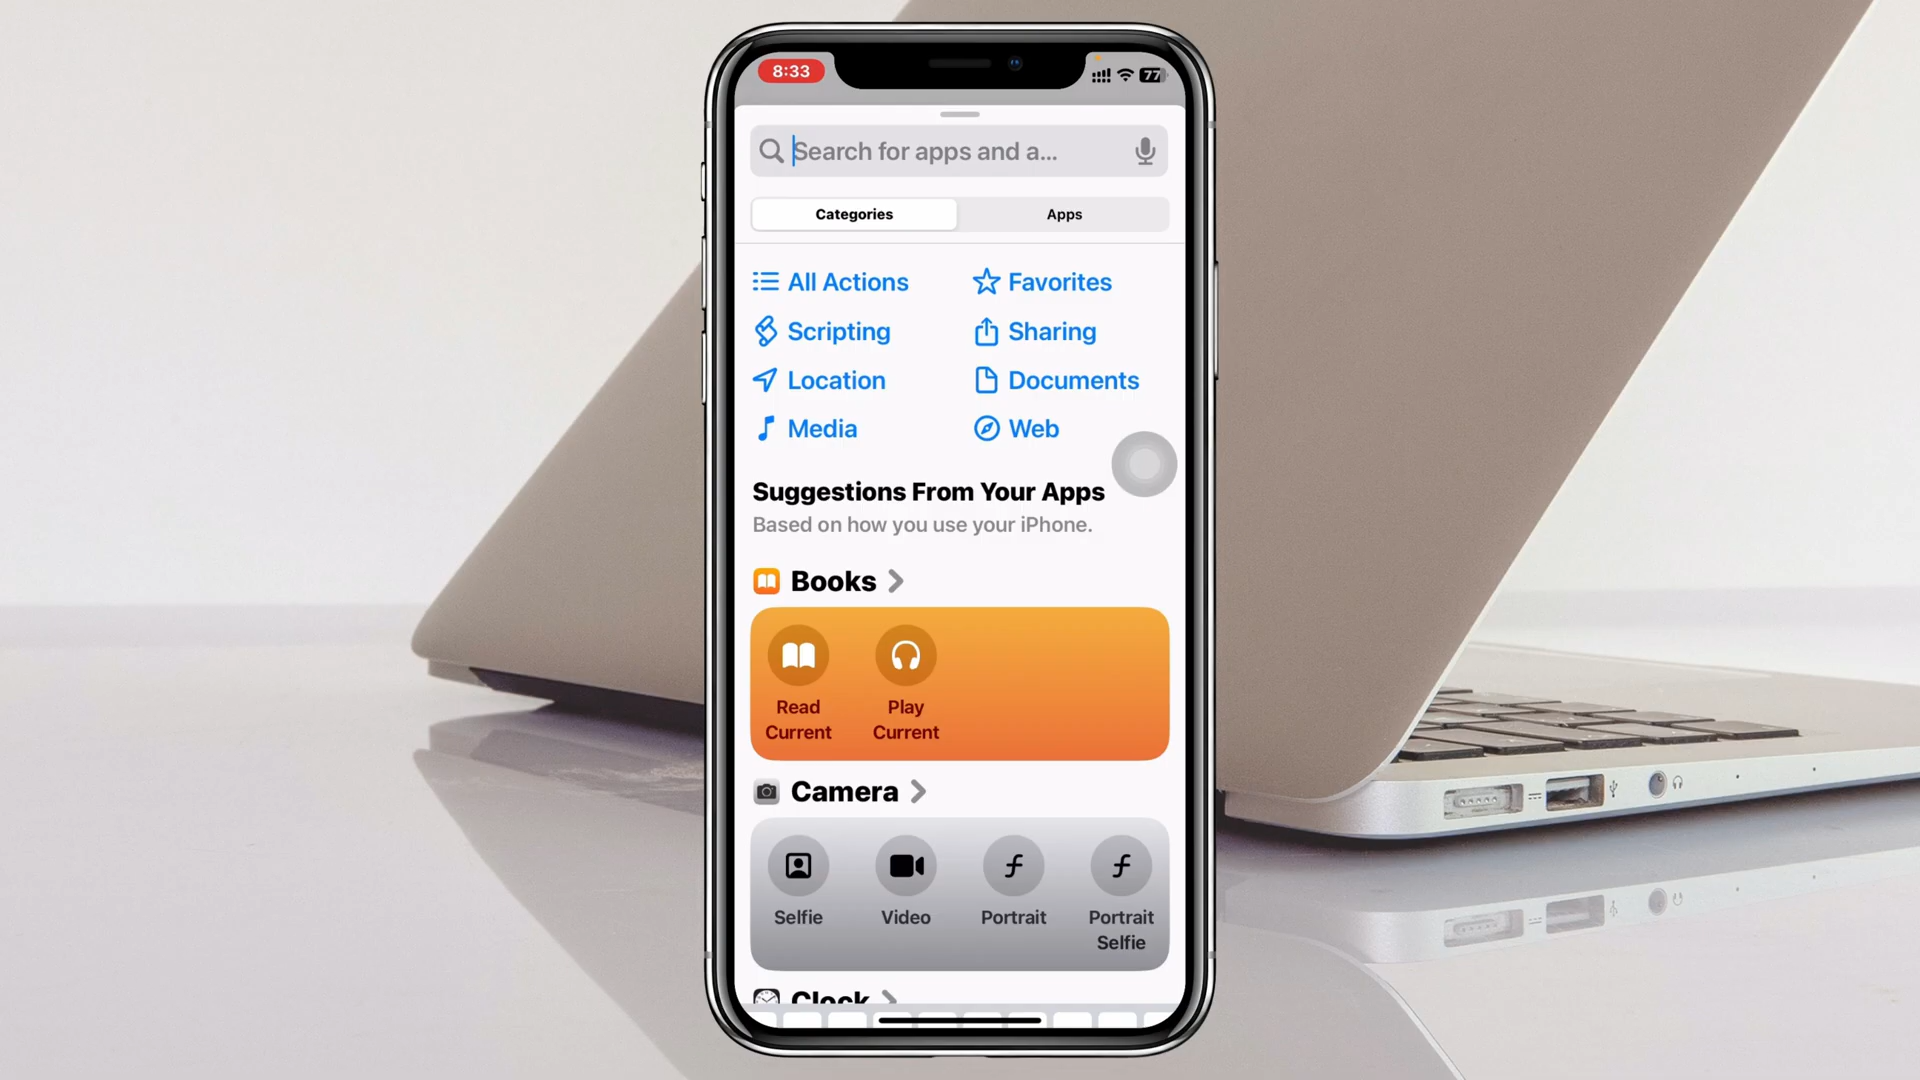 8:33
77
Search for apps and a...
Categories
Apps
All Actions
Favorites
Scripting
Sharing
Location
Documents
Media
Web
Suggestions From Your Apps
Based on how you use your iPhone.
Books
Read
Current
Play
Current
Camera
Selfie
Video
Portrait
Portrait
Selfie
Clock